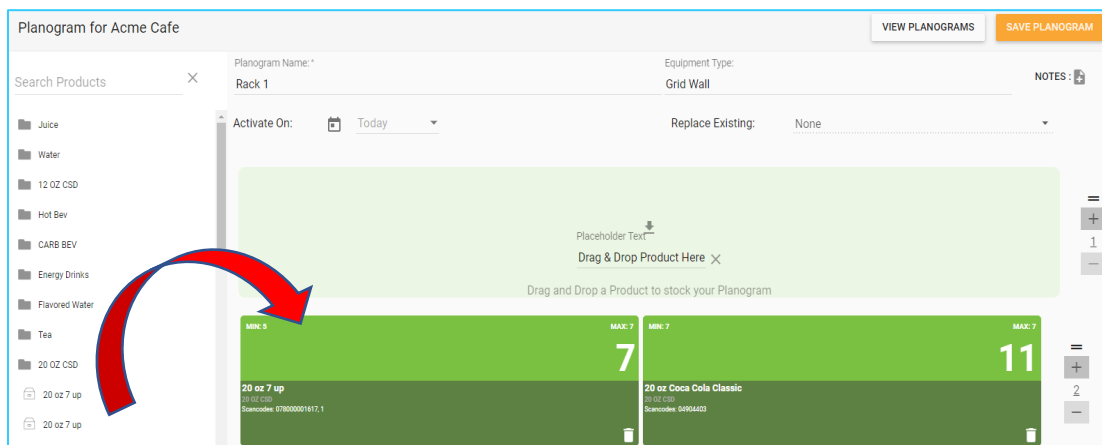 Planogram for Acme Cafe
VIEW PLANOGRAMS
SAVE PLANOGRAM
Search Products
Juice
Water
12 OZ CSD
Hot Bev
CARB BEV
Energy Drinks
Flavored Water
Tea
20 OZ CSD
20 oz 7 up
20 oz 7 up
Planogram Name:*
Rack 1
Equipment Type:
Grid Wall
NOTES :
Activate On:
Today
Replace Existing:
None
Placeholder Text
Drag & Drop Product Here
Drag and Drop a Product to stock your Planogram
1
MIN: 5
MAX: 7
7
20 oz 7 up
20 OZ CSD
Scancodes: 078000001617, 1
MIN: 7
MAX: 7
11
20 oz Coca Cola Classic
20 OZ CSD
Scancodes: 04904403
2